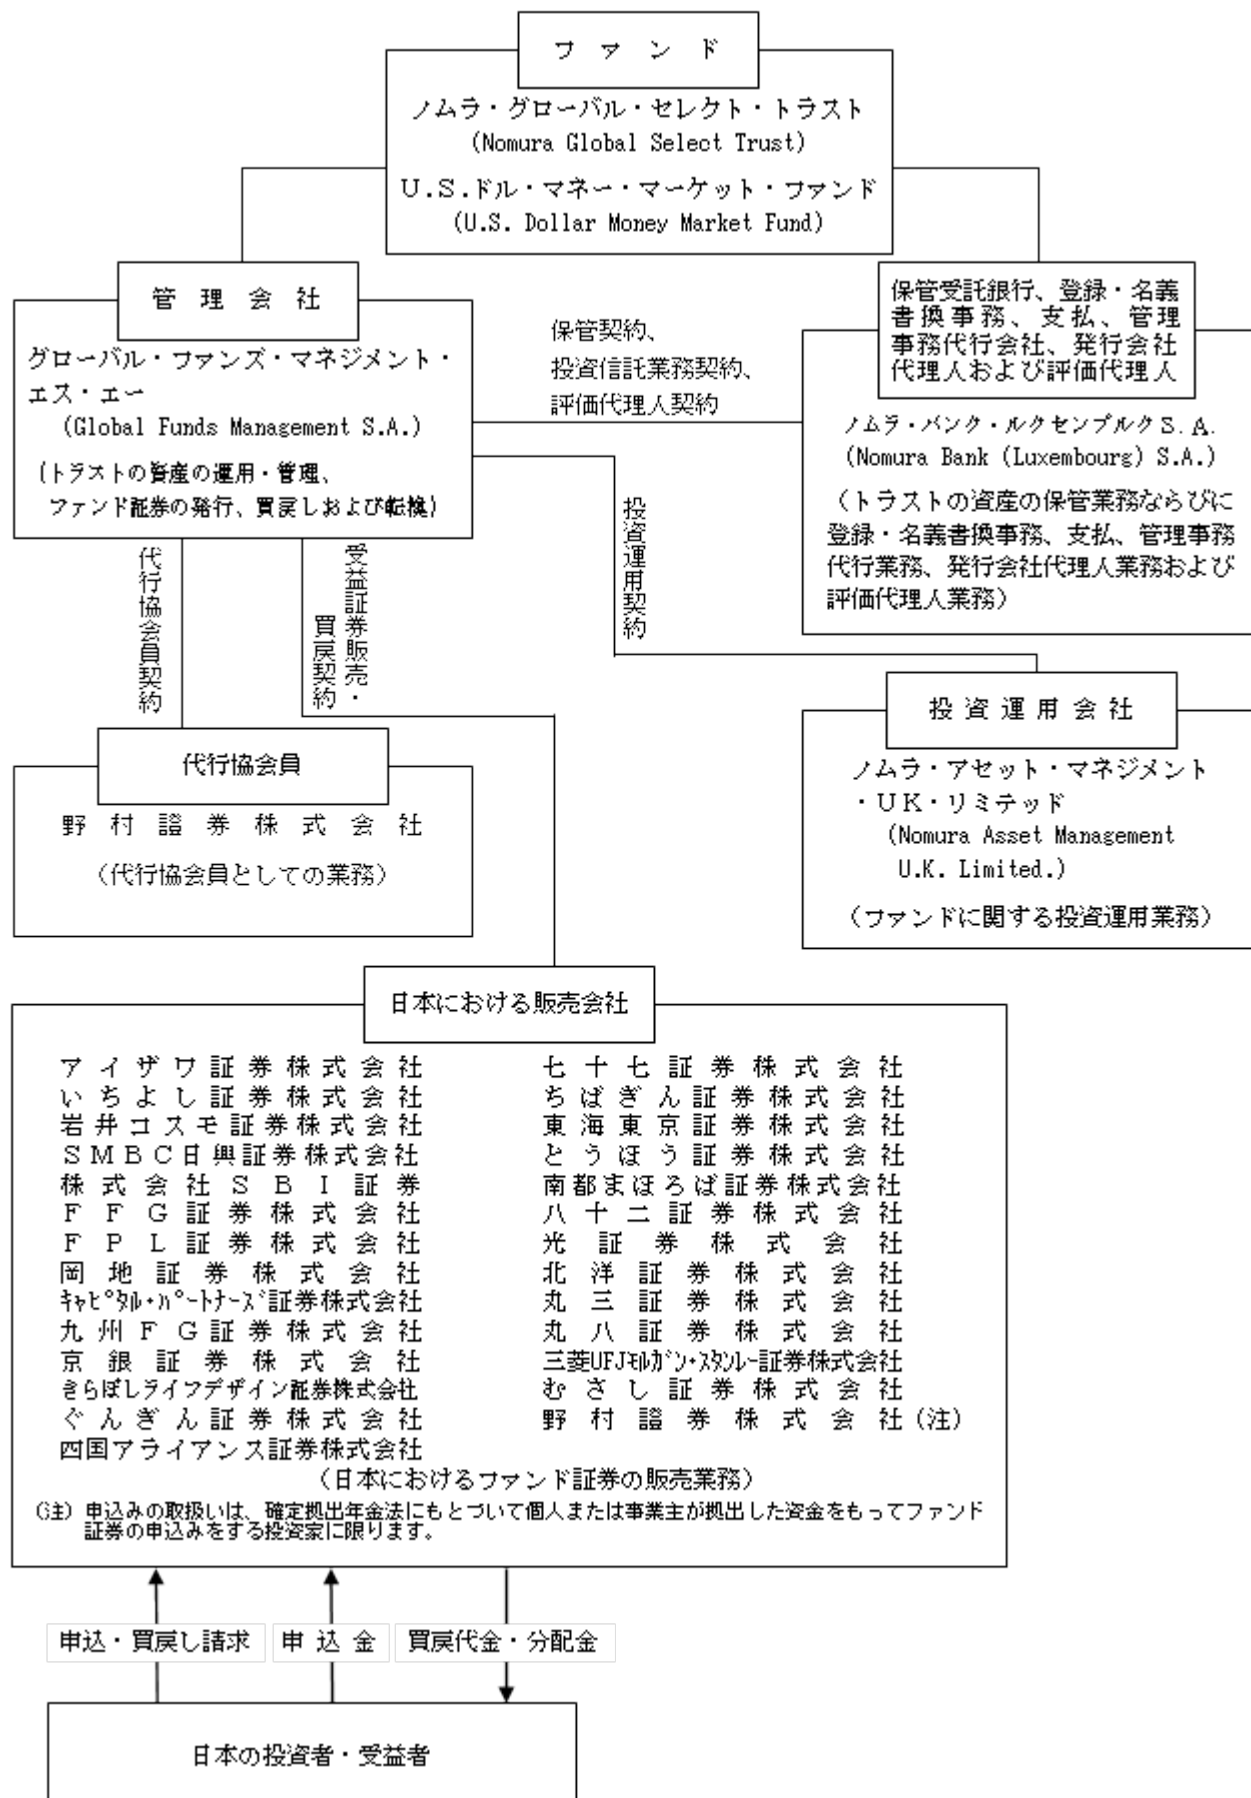 ファンド
ノムラ・グローバル・セレクト・トラスト
(Nomura Global Select Trust)
U.S.ドル・マネー・マーケット・ファンド
(U.S. Dollar Money Market Fund)
管理会社
グローバル・ファンズ・マネジメント・
エス・エー
(Global Funds Management S.A.)
(トラストの資産の運用・管理、
ファンド証券の発行、買戻しおよび転換)
保管契約、
投資信託業務契約、
評価代理人契約
保管受託銀行、登録・名義
書換事務、支払、管理
事務代行会社、発行会社
代理人および評価代理人
ノムラ・バンク・ルクセンブルクS.A.
(Nomura Bank (Luxembourg) S.A.)
(トラストの資産の保管業務ならびに
登録・名義書換事務、支払、管理事務
代行業務、発行会社代理人業務および
評価代理人業務)
代行協会員契約
受益証券販売・
買戻契約
投資運用契約
投資運用会社
ノムラ・アセット・マネジメント
・UK・リミテッド
(Nomura Asset Management
U.K. Limited.)
(ファンドに関する投資運用業務)
代行協会員
野村證券株式会社
(代行協会員としての業務)
日本における販売会社
アイザワ証券株式会社
いちよし証券株式会社
岩井コスモ証券株式会社
SMBC日興証券株式会社
株式会社SBI証券
FFG証券株式会社
FPL証券株式会社
岡地証券株式会社
キャピタル・パートナーズ証券株式会社
九州FG証券株式会社
京銀証券株式会社
きらぼしライフデザイン証券株式会社
ぐんぎん証券株式会社
四国アライアンス証券株式会社
七十七証券株式会社
ちばぎん証券株式会社
東海東京証券株式会社
とうほう証券株式会社
南都まほろば証券株式会社
八十二証券株式会社
光証券株式会社
北洋証券株式会社
丸三証券株式会社
丸八証券株式会社
三菱UFJモルガン・スタンレー証券株式会社
むさし証券株式会社
野村證券株式会社(注)
(日本におけるファンド証券の販売業務)
(注) 申込みの取扱いは、確定拠出年金法にもとづいて個人または事業主が拠出した資金をもってファンド
証券の申込みをする投資家に限ります。
申込・買戻し請求
申込金
買戻代金・分配金
日本の投資者・受益者